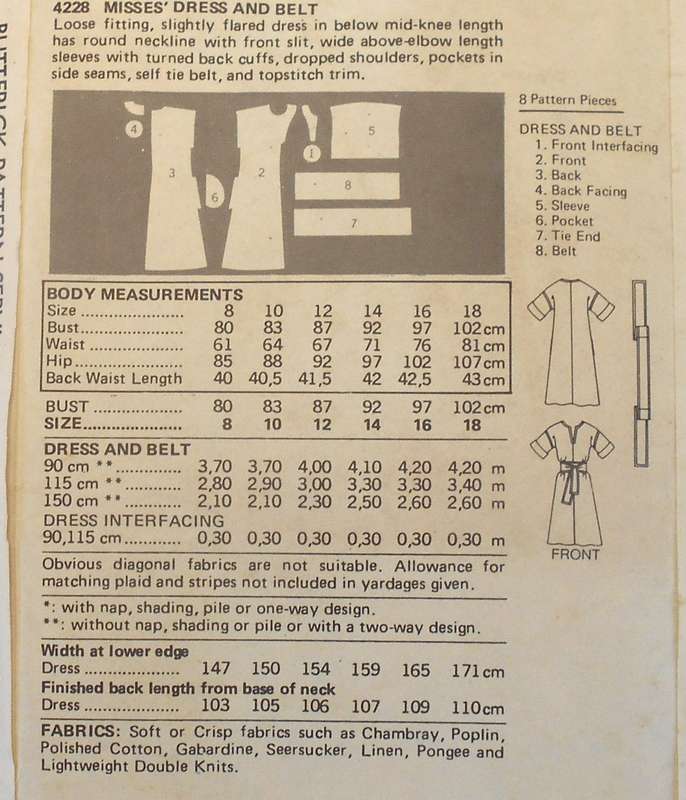 4228 MISSES' DRESS AND BELT
Loose fitting, slightly flared dress in below mid-knee length
has round neckline with front slit, wide above-elbow length
sleeves with turned back cuffs, dropped shoulders, pockets in
side seams, self tie belt, and topstitch trim.
4
3
6
2
1
5
8
7
8 Pattern Pieces
DRESS AND BELT
1. Front Interfacing
2. Front
3. Back
4. Back Facing
5. Sleeve
6. Pocket
7. Tie End
8. Belt
BODY MEASUREMENTS
Size ..................... 8 10 12 14 16 18
Bust..................... 80 83 87 92 97 102cm
Waist ................... 61 64 67 71 76 81cm
Hip...................... 85 88 92 97 102 107cm
Back Waist Length 40 40,5 41,5 42 42,5 43cm
BUST .................. 80 83 87 92 97 102cm
SIZE.................... 8 10 12 14 16 18
DRESS AND BELT
90 cm **............. 3,70 3,70 4,00 4,10 4,20 4,20 m
115 cm **........... 2,80 2,90 3,00 3,30 3,30 3,40 m
150 cm **........... 2,10 2,10 2,30 2,50 2,60 2,60 m
DRESS INTERFACING
90,115 cm............ 0,30 0,30 0,30 0,30 0,30 0,30 m
Obvious diagonal fabrics are not suitable. Allowance for
matching plaid and stripes not included in yardages given.
*: with nap, shading, pile or one-way design.
**: without nap, shading or pile or with a two-way design.
Width at lower edge
Dress .................... 147 150 154 159 165 171cm
Finished back length from base of neck
Dress .................... 103 105 106 107 109 110cm
FABRICS: Soft or Crisp fabrics such as Chambray, Poplin,
Polished Cotton, Gabardine, Seersucker, Linen, Pongee and
Lightweight Double Knits.
FRONT